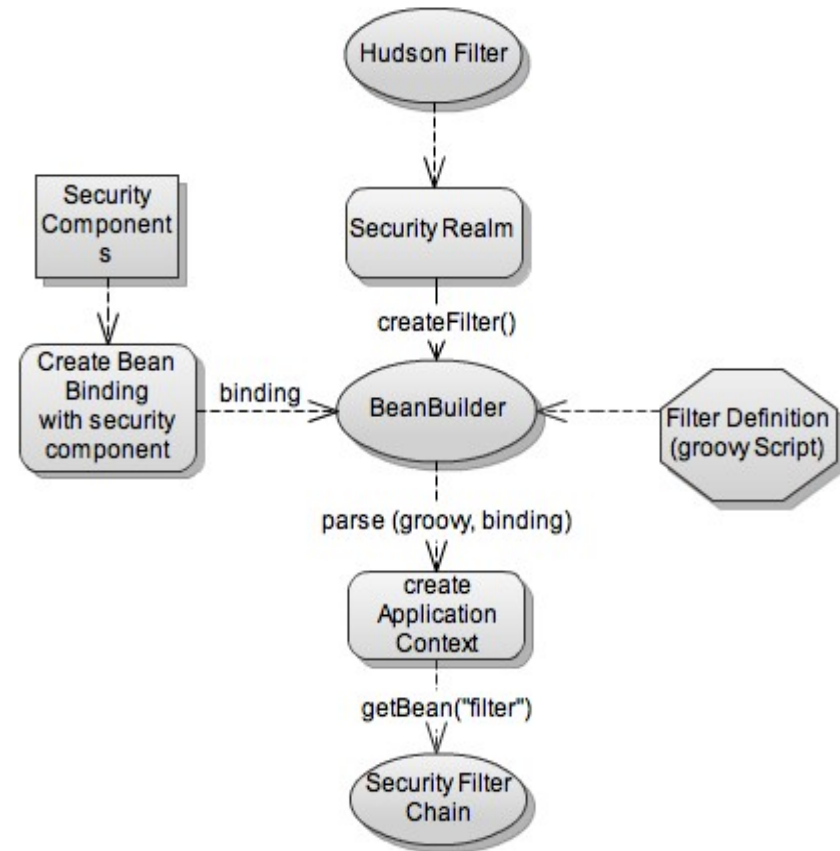 Hudson Filter
Security
Component
s
Security Realm
createFilter()
Create Bean
Binding
with security
component
binding
BeanBuilder
Filter Definition
(groovy Script)
parse (groovy, binding)
create
Application
Context
getBean("filter")
Security Filter
Chain